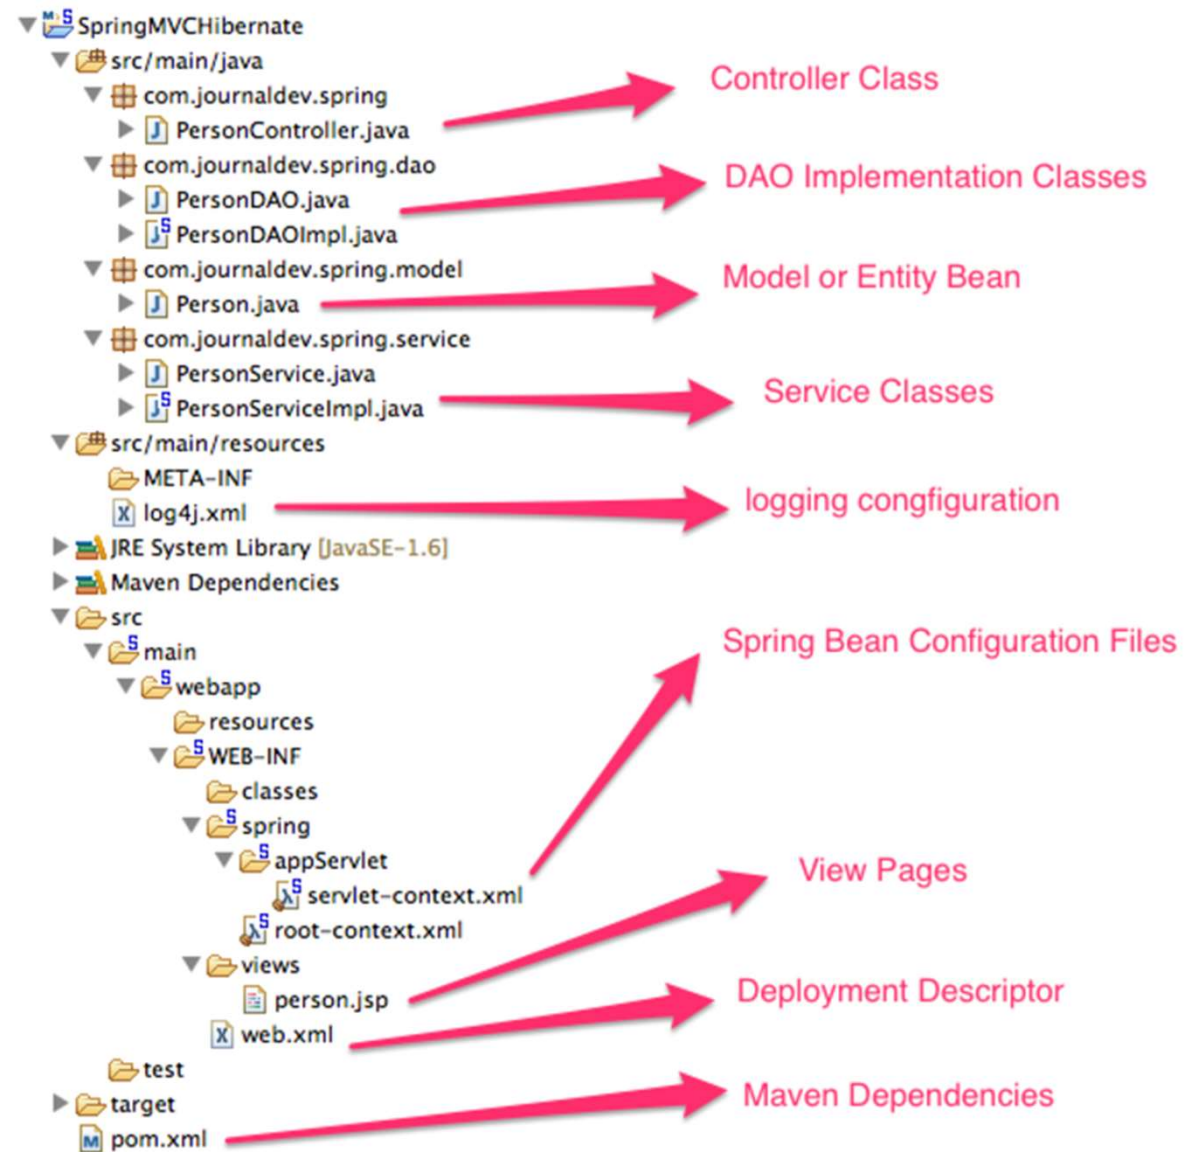 SpringMVCHibernate
src/main/java
Controller Class
com.journaldev.spring
PersonController.java
com.journaldev.spring.dao
DAO Implementation Classes
PersonDAO.java
PersonDAOImpl.java
com.journaldev.spring.model
Model or Entity Bean
Person.java
com.journaldev.spring.service
PersonService.java
Service Classes
PersonServiceImpl.java
src/main/resources
META-INF
logging congfiguration
log4j.xml
JRE System Library [JavaSE-1.6]
Maven Dependencies
src
Spring Bean Configuration Files
main
webapp
resources
WEB-INF
classes
spring
appServlet
View Pages
servlet-context.xml
root-context.xml
views
Deployment Descriptor
person.jsp
web.xml
test
Maven Dependencies
target
pom.xml